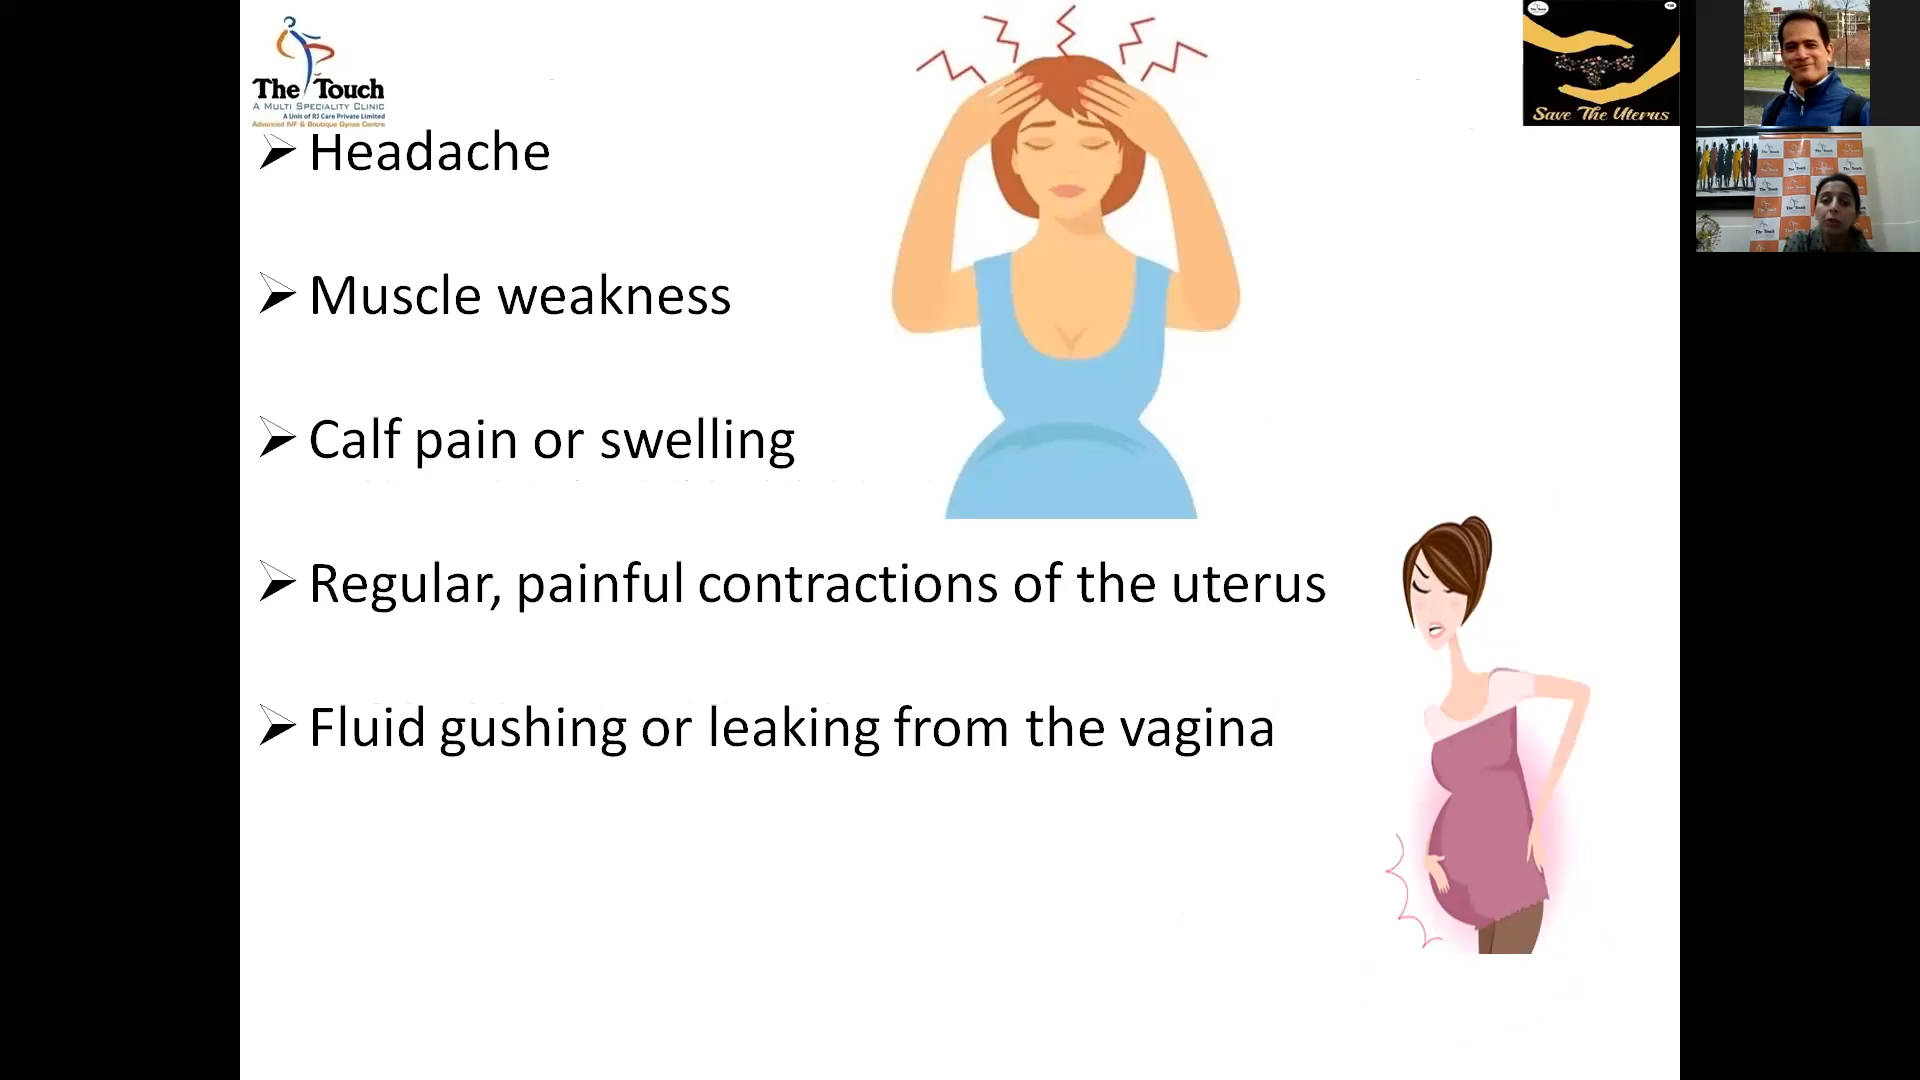 The Touch
A MULTI SPECIALITY CLINIC
A Unit of RJ Care Private Limited
Advanced IVF & Boutique Gynae Centre
Save The Uterus
➢ Headache
➢ Muscle weakness
➢ Calf pain or swelling
➢ Regular, painful contractions of the uterus
➢ Fluid gushing or leaking from the vagina